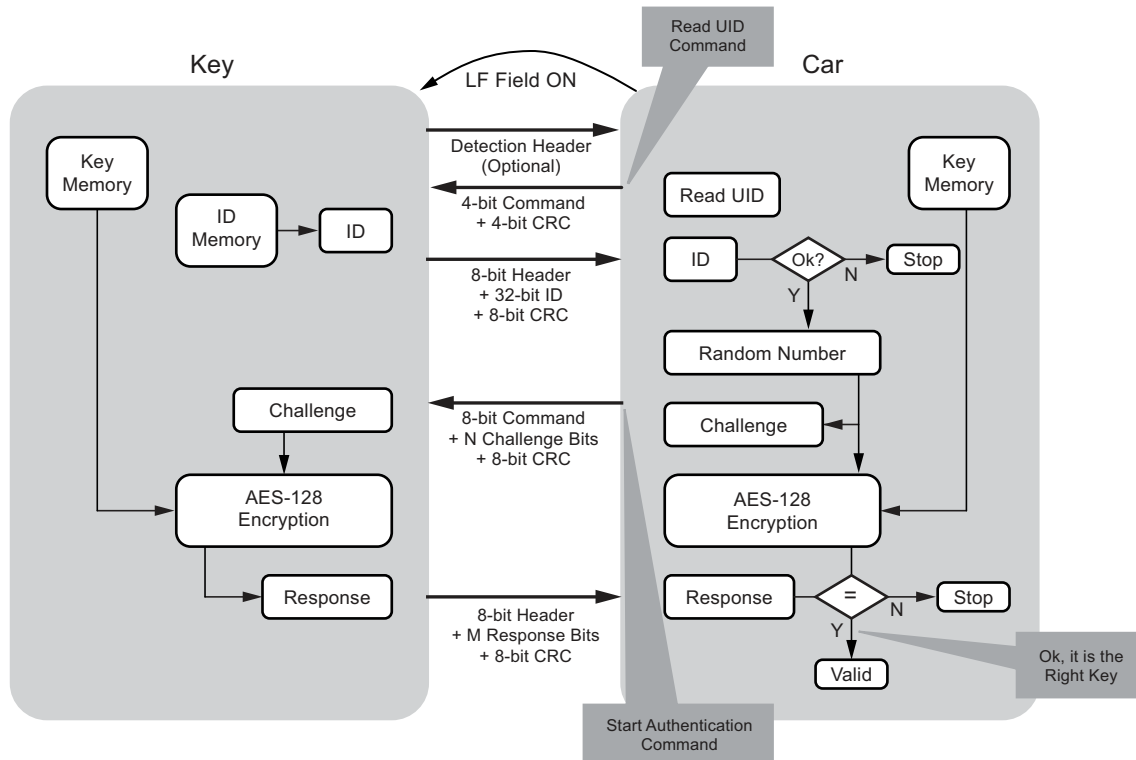 Read UID
Command
Key
Car
LF Field ON
Key
Memory
ID
Memory
ID
Detection Header
(Optional)
4-bit Command
+ 4-bit CRC
8-bit Header
+ 32-bit ID
+ 8-bit CRC
Read UID
Key
Memory
ID
Ok?
N
Stop
Y
Random Number
Challenge
8-bit Command
+ N Challenge Bits
+ 8-bit CRC
Challenge
AES-128
Encryption
AES-128
Encryption
Response
8-bit Header
+ M Response Bits
+ 8-bit CRC
Response
=
N
Stop
Y
Valid
Ok, it is the
Right Key
Start Authentication
Command